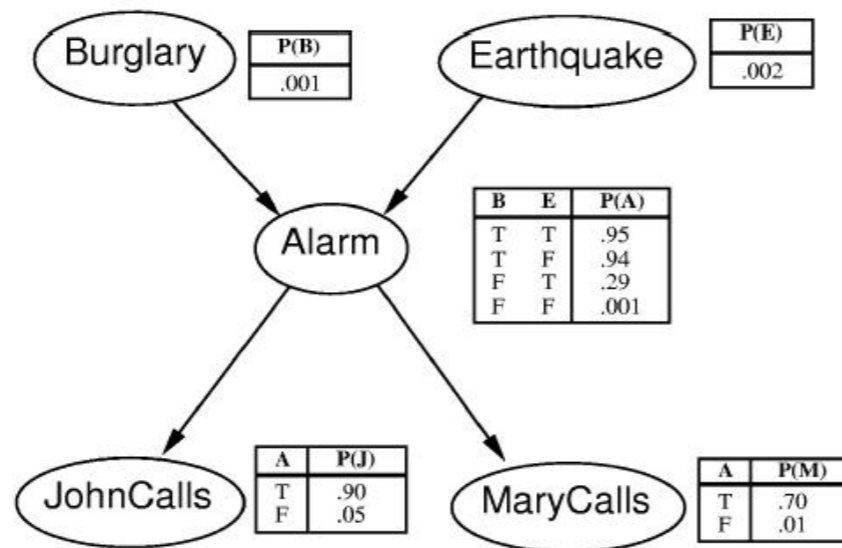 Burglary
P(B)
.001
Earthquake
P(E)
.002
Alarm
B E P(A)
T T .95
T F .94
F T .29
F F .001
JohnCalls
A P(J)
T .90
F .05
MaryCalls
A P(M)
T .70
F .01